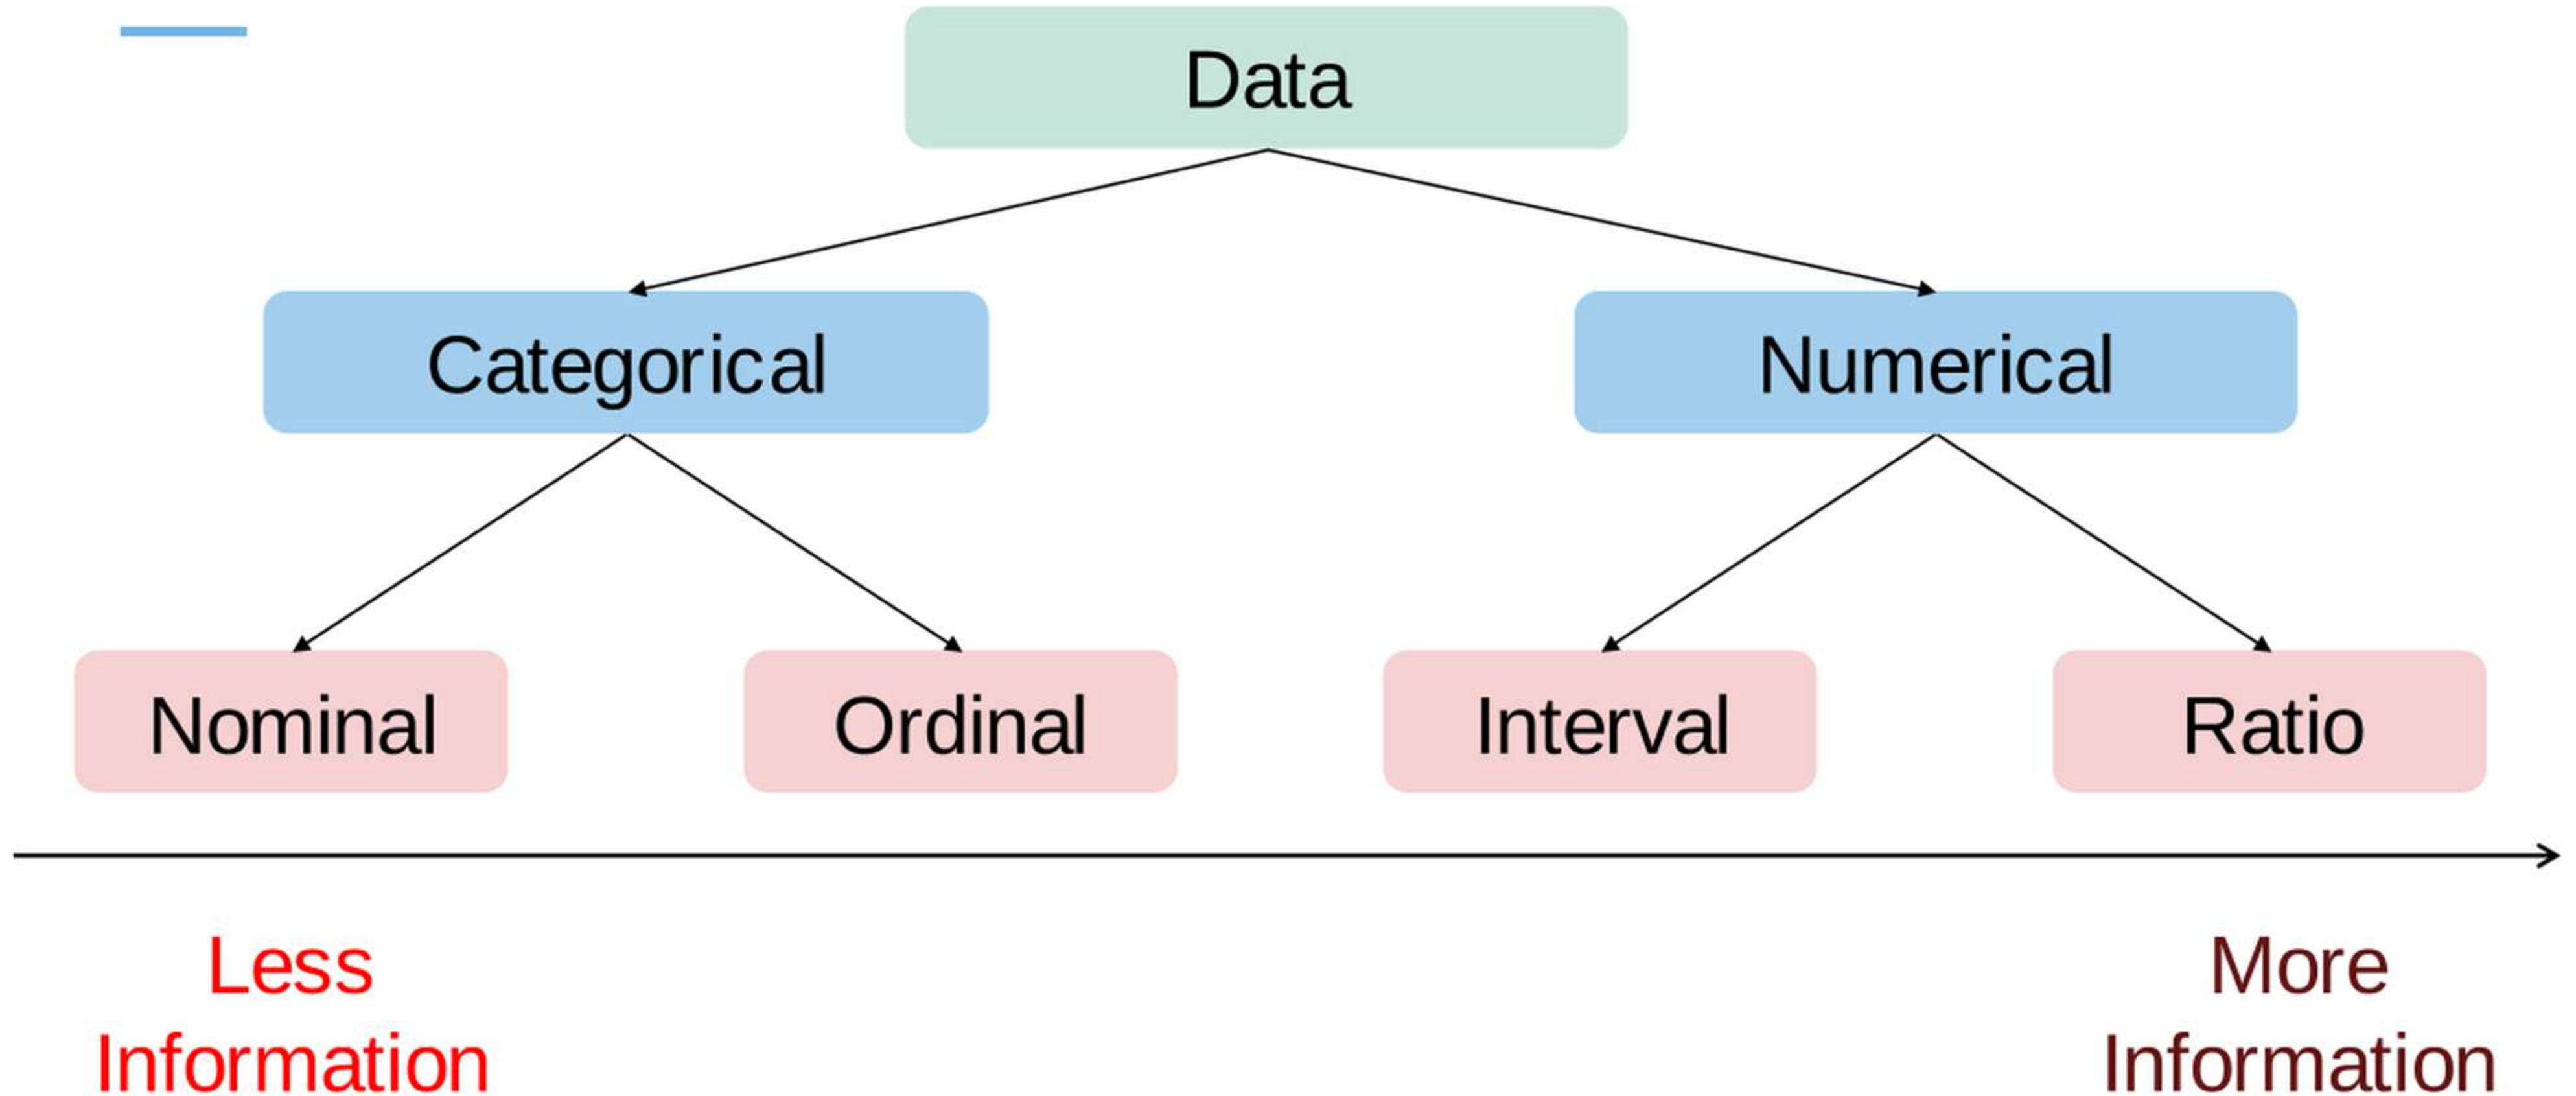 Data
Categorical
Numerical
Nominal
Ordinal
Interval
Ratio
Less
Information
More
Information